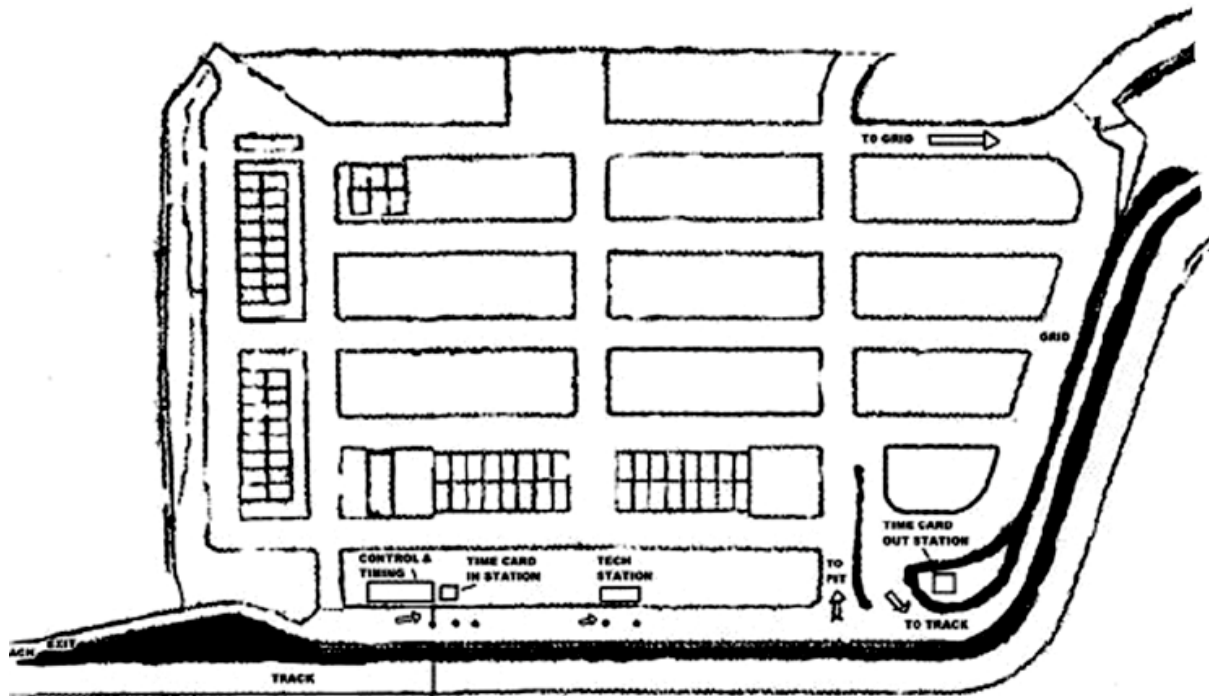 TO GRID
GRID
TIME CARD
OUT STATION
CONTROL &
TIMING
TIME CARD
IN STATION
TECH
STATION
TO
PIT
TO TRACK
EXIT
TRACK